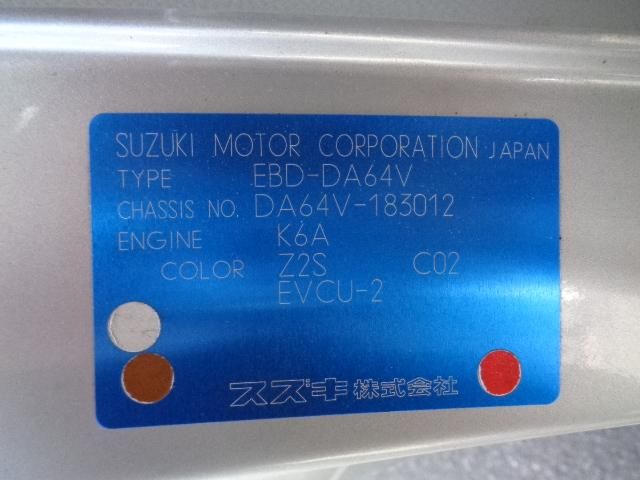 SUZUKI MOTOR CORPORATION JAPAN
TYPE EBD-DA64V
CHASSIS NO. DA64V-183012
ENGINE K6A
COLOR Z2S C02
EVCU-2
スズキ株式会社